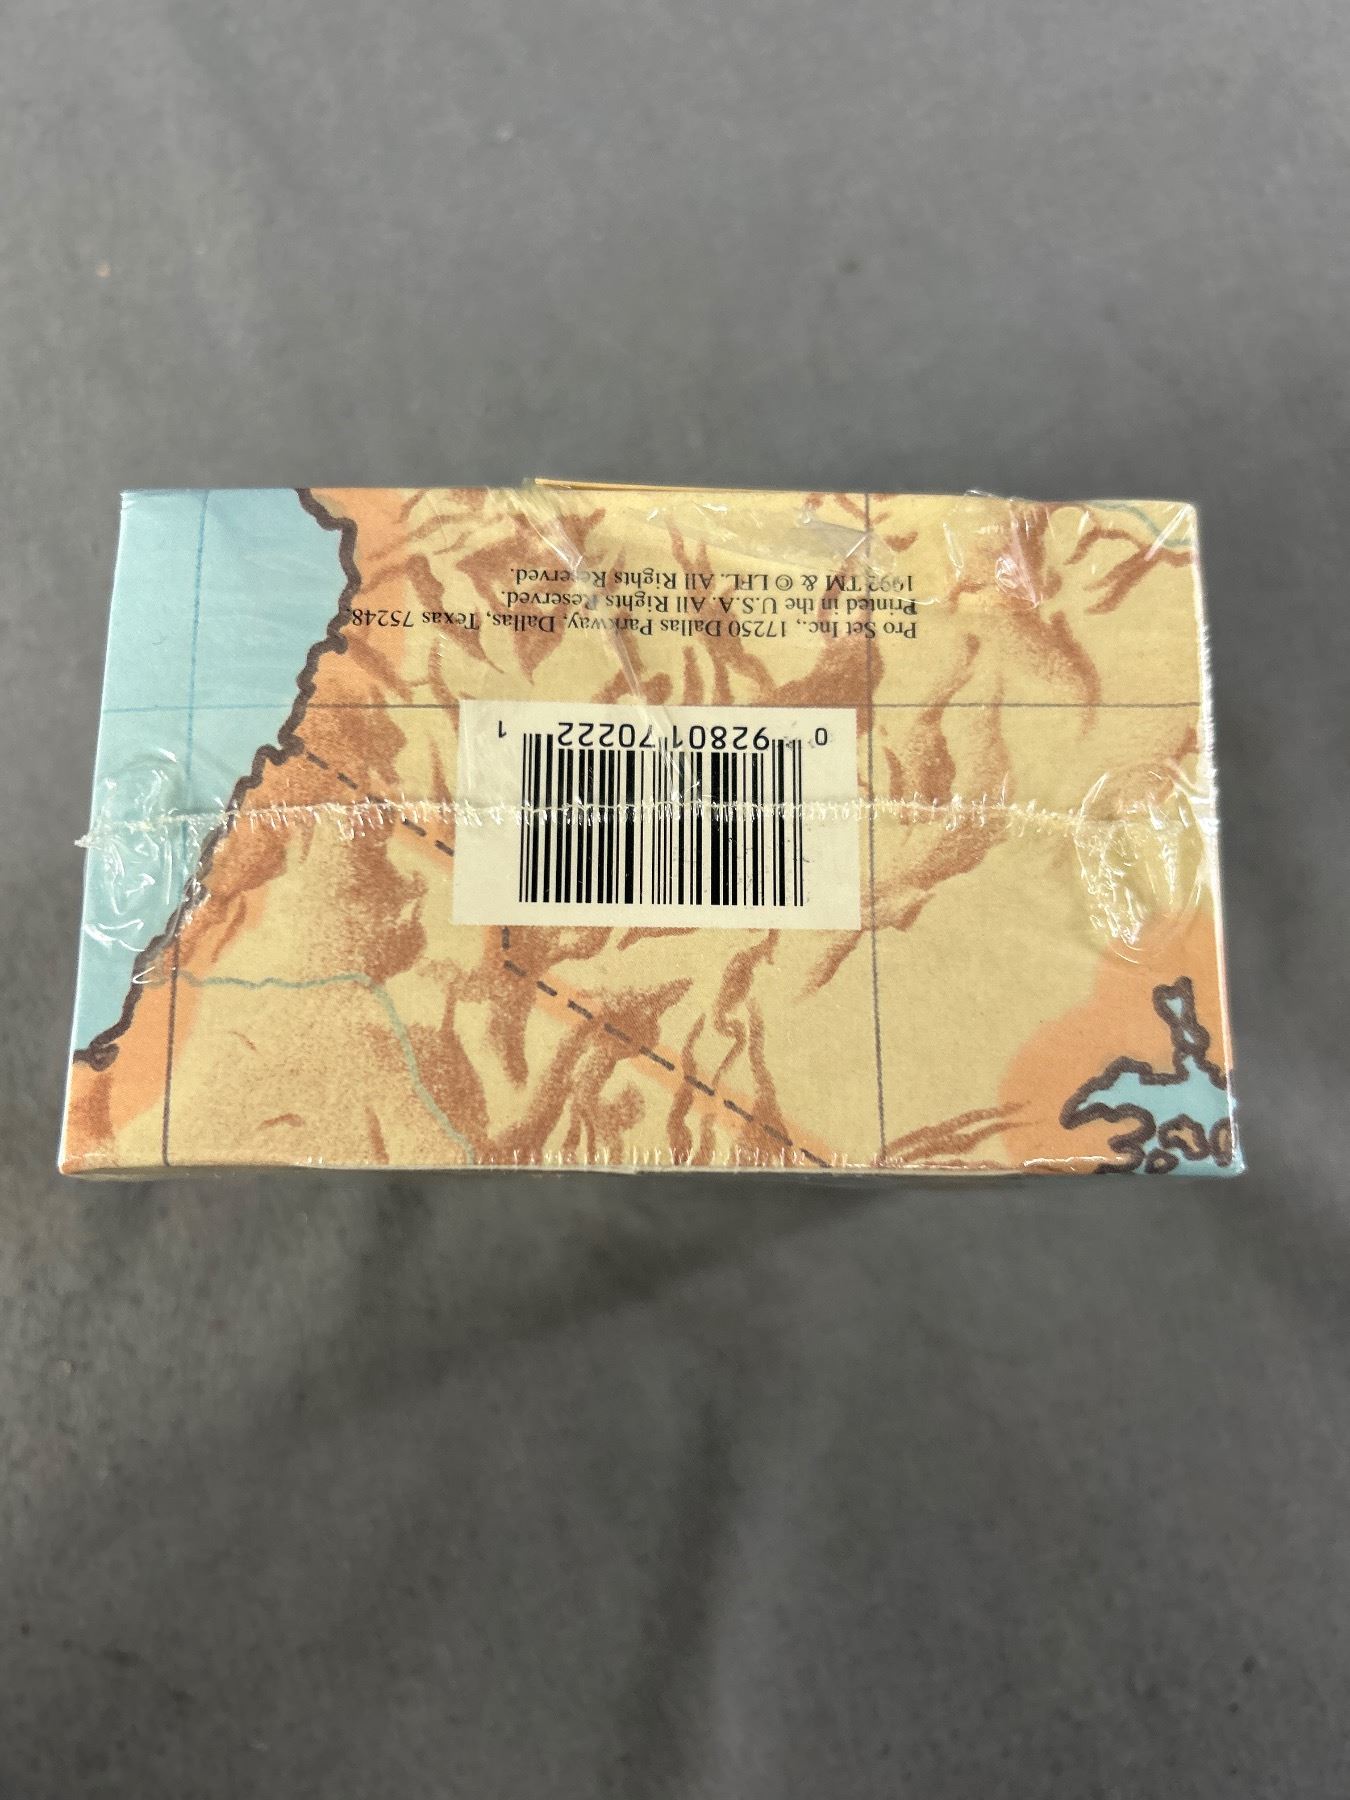 Pro Set Inc., 17250 Dallas Parkway, Dallas, Texas 75248.
Printed in the U.S.A. All Rights Reserved.
1992 TM & © LFL. All Rights Reserved.
0 92801 70222 1